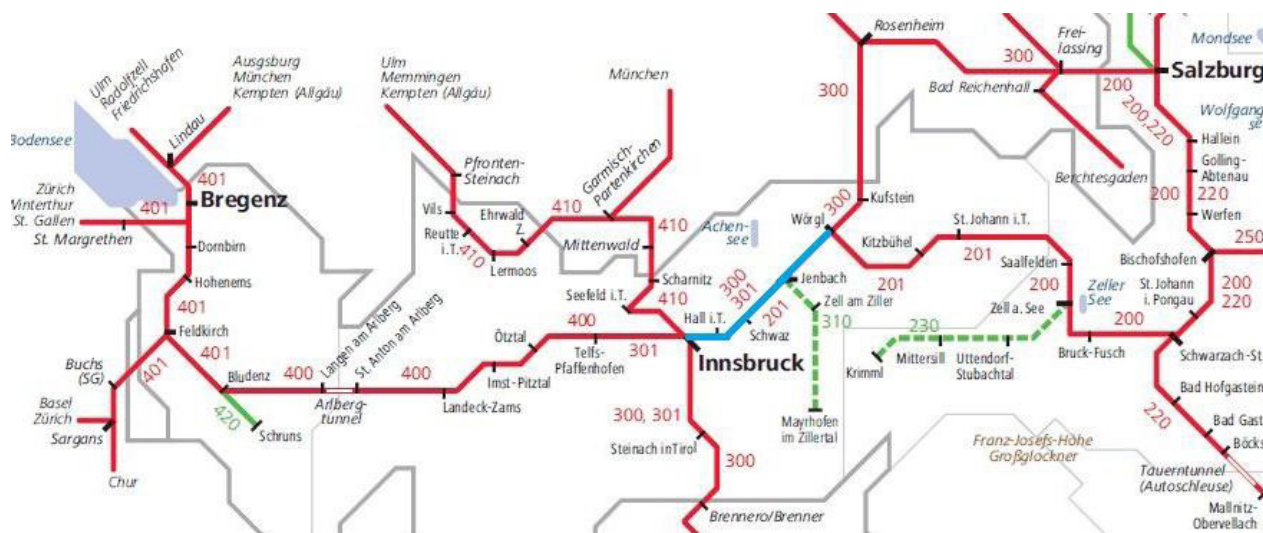 Ulm
Radolfzell
Friedrichshafen
Augsburg
München
Kempten (Allgäu)
Ulm
Memmingen
Kempten (Allgäu)
München
Rosenheim
Frei-
lassing
300
Mondsee
Salzburg
200
Bad Reichenhall
300
200,220
Wolfgang
se
Hallein
Golling-
Abtenau
Berchtesgaden
200
220
Werfen
250
Bischofshofen
Bodensee
Lindau
401
Zürich
Vinterthur
St. Gallen
401
Bregenz
St. Margrethen
Dornbirn
Hohenems
401
Feldkirch
401
401
Buchs
(SG)
Bludenz
420
Schruns
Basel
Zürich
Sargans
Chur
400
Langen am Arlberg
St. Anton am Arlberg
Arlberg-
tunnel
400
Landeck-Zams
Imst-Pitztal
Ötztal
400
Telfs-
Pfaffenhofen
301
Pfronten-
Steinach
Vils
Reutte
i.T.
410
Ehrwald
Z.
Lermoos
410
Garmisch-
Partenkirchen
410
Mittenwald
Scharnitz
Seefeld i.T.
410
Hall i.T.
Innsbruck
300
301
201
Schwaz
Jenbach
Achen-
see
Wörgl
300
Kufstein
Kitzbühel
201
St. Johann i.T.
201
Saalfelden
200
Zeller
See
Zell a. See
St. Johann
i. Pongau
200
220
Zell am Ziller
310
Mayrhofen
im Zillertal
230
Krimml
Mittersill
Uttendorf-
Stubachtal
Bruck-Fusch
200
Schwarzach-St.
Bad Hofgastein
220
Bad Gast
Böcks
Tauerntunnel
(Autoschleuse)
Mallnitz-
Obervellach
Franz-Josefs-Höhe
Großglockner
300, 301
Steinach in Tirol
300
Brennero/Brenner